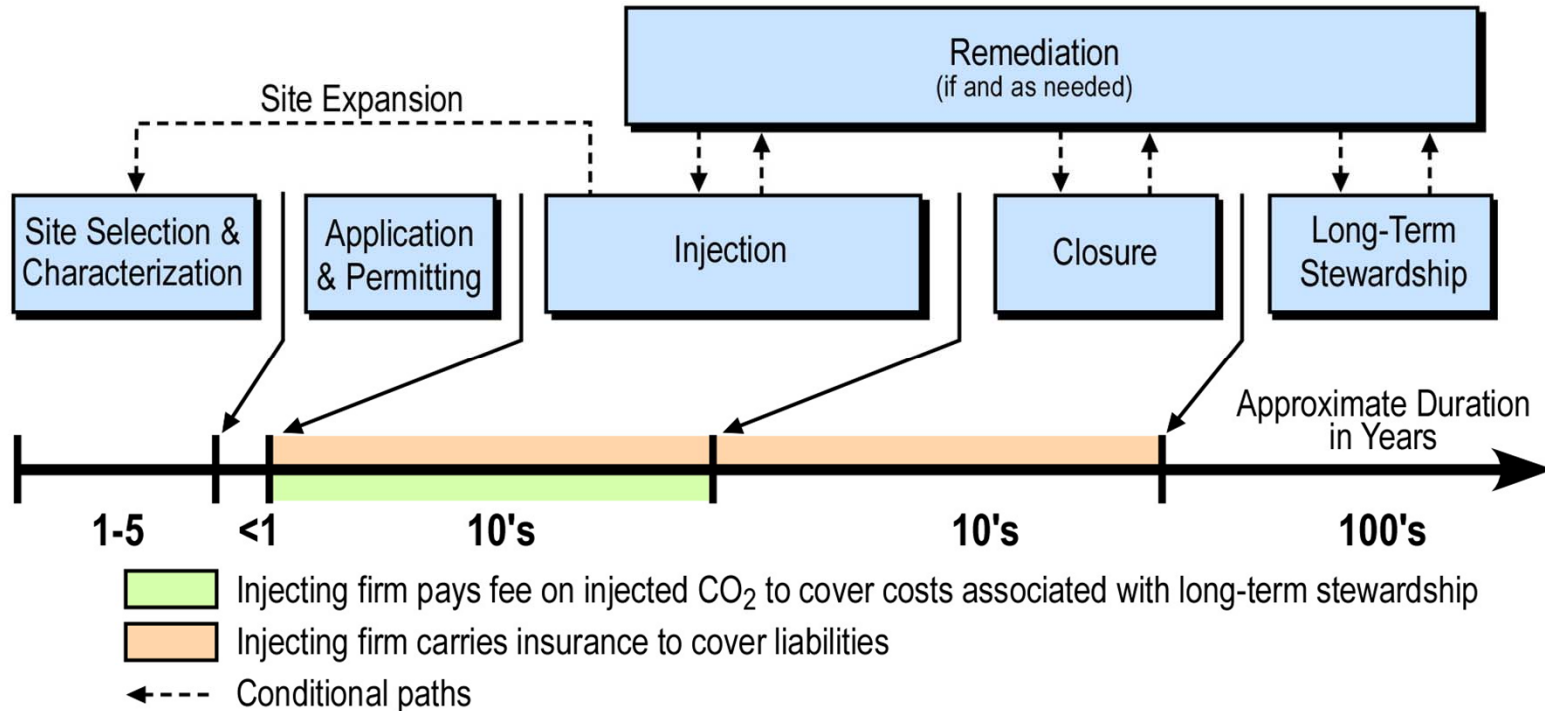 Remediation
(if and as needed)
Site Expansion
Site Selection &
Characterization
Application
& Permitting
Injection
Closure
Long-Term
Stewardship
Approximate Duration
in Years
1-5
<1
10's
10's
100's
Injecting firm pays fee on injected CO₂ to cover costs associated with long-term stewardship
Injecting firm carries insurance to cover liabilities
Conditional paths